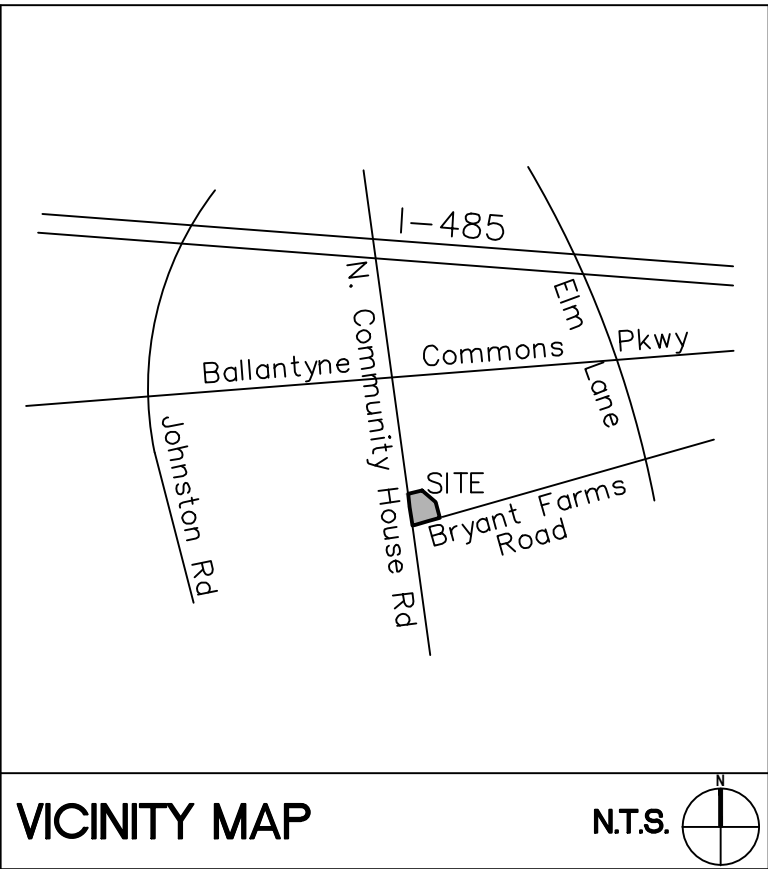 I-485
N. Community House Rd
Elm Lane
Ballantyne Commons Pkwy
Johnston Rd
SITE
Bryant Farms
Road
VICINITY MAP
N.T.S.
N